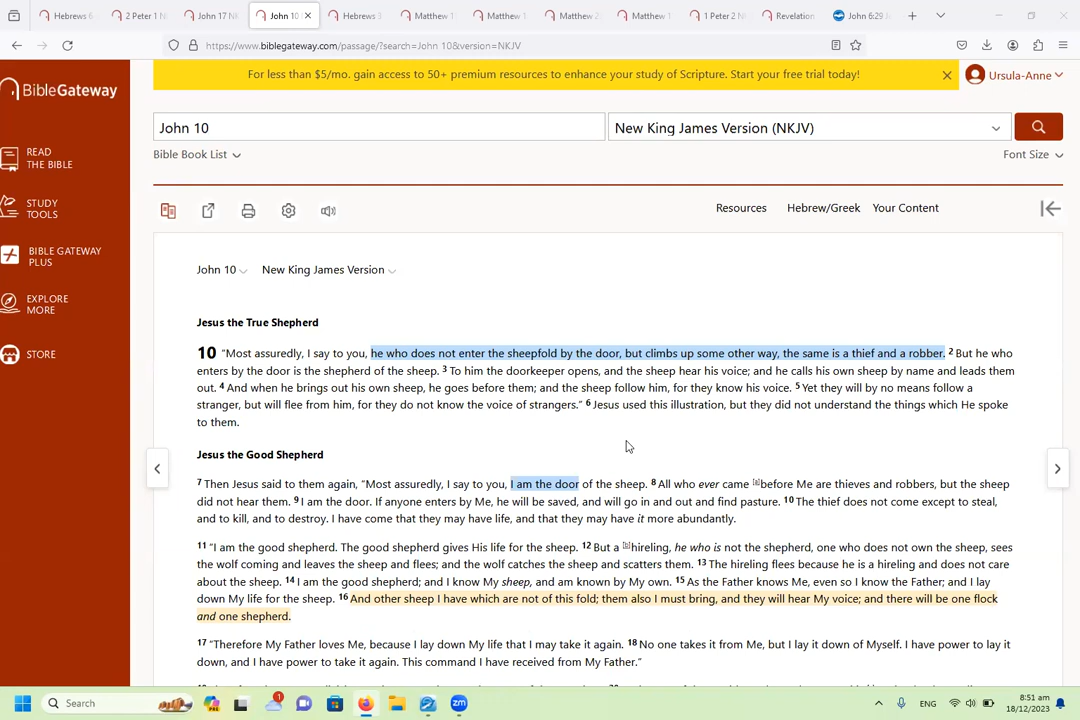 Hebrews 6
2 Peter 1 N
John 17 NK
John 10
Hebrews 3
Matthew 1
Matthew 1
Matthew 2
Matthew 1
1 Peter 2 N
Revelation
John 6:29 J
https://www.biblegateway.com/passage/?search=John 10&version=NKJV
For less than $5/mo. gain access to 50+ premium resources to enhance your study of Scripture. Start your free trial today!
Ursula-Anne
BibleGateway
John 10
New King James Version (NKJV)
Bible Book List
Font Size
READ
THE BIBLE
STUDY
TOOLS
BIBLE GATEWAY
PLUS
EXPLORE
MORE
STORE
Resources
Hebrew/Greek
Your Content
John 10
New King James Version
Jesus the True Shepherd
10 “Most assuredly, I say to you, he who does not enter the sheepfold by the door, but climbs up some other way, the same is a thief and a robber. 2 But he who
enters by the door is the shepherd of the sheep. 3 To him the doorkeeper opens, and the sheep hear his voice; and he calls his own sheep by name and leads them
out. 4 And when he brings out his own sheep, he goes before them; and the sheep follow him, for they know his voice. 5 Yet they will by no means follow a
stranger, but will flee from him, for they do not know the voice of strangers.” 6 Jesus used this illustration, but they did not understand the things which He spoke
to them.
Jesus the Good Shepherd
7 Then Jesus said to them again, “Most assuredly, I say to you, I am the door of the sheep. 8 All who ever came [a]before Me are thieves and robbers, but the sheep
did not hear them. 9 I am the door. If anyone enters by Me, he will be saved, and will go in and out and find pasture. 10 The thief does not come except to steal,
and to kill, and to destroy. I have come that they may have life, and that they may have it more abundantly.
11 “I am the good shepherd. The good shepherd gives His life for the sheep. 12 But a [b]hireling, he who is not the shepherd, one who does not own the sheep, sees
the wolf coming and leaves the sheep and flees; and the wolf catches the sheep and scatters them. 13 The hireling flees because he is a hireling and does not care
about the sheep. 14 I am the good shepherd; and I know My sheep, and am known by My own. 15 As the Father knows Me, even so I know the Father; and I lay
down My life for the sheep. 16 And other sheep I have which are not of this fold; them also I must bring, and they will hear My voice; and there will be one flock
and one shepherd.
17 “Therefore My Father loves Me, because I lay down My life that I may take it again. 18 No one takes it from Me, but I lay it down of Myself. I have power to lay it
down, and I have power to take it again. This command I have received from My Father.”
Search
1
PRE
zm
ENG
8:51 am
18/12/2023